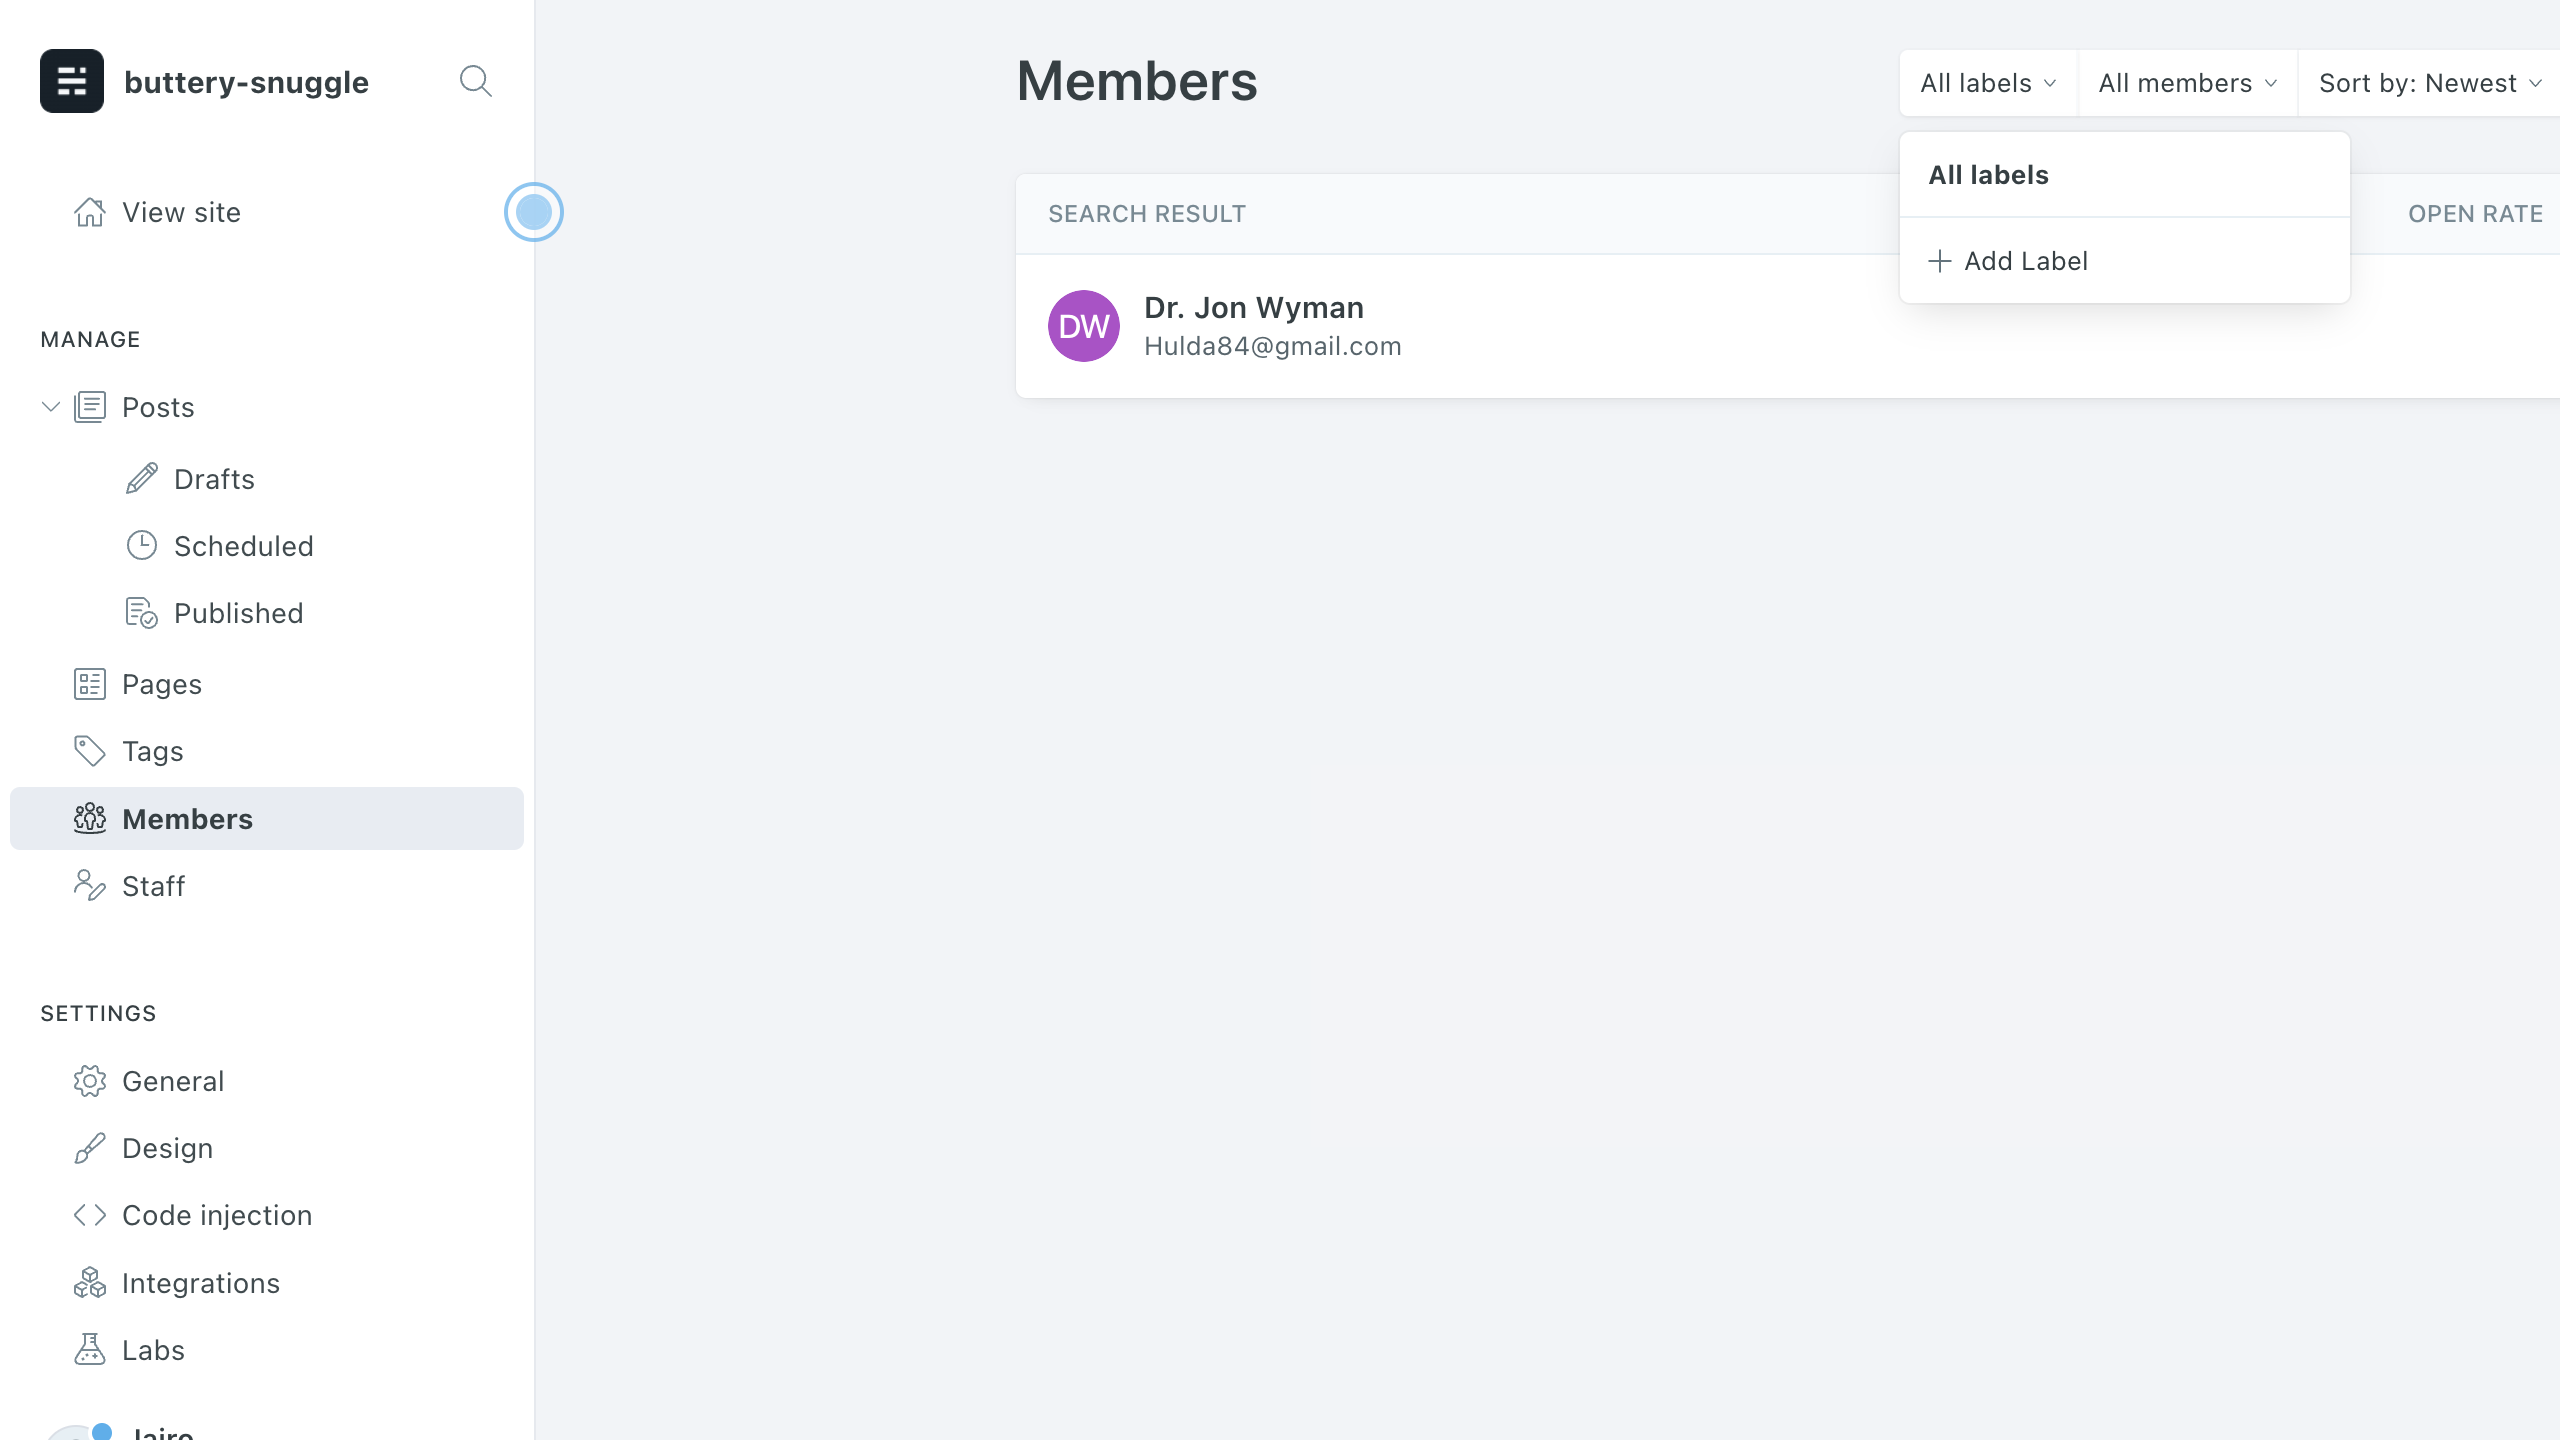 buttery-snuggle
View site
MANAGE
Posts
Drafts
Scheduled
Published
Pages
Tags
Members
Staff
SETTINGS
General
Design
Code injection
Integrations
Labs
Jairo
Members
All labels
All members
Sort by: Newest
All labels
Add Label
SEARCH RESULT
OPEN RATE
DW
Dr. Jon Wyman
Hulda84@gmail.com